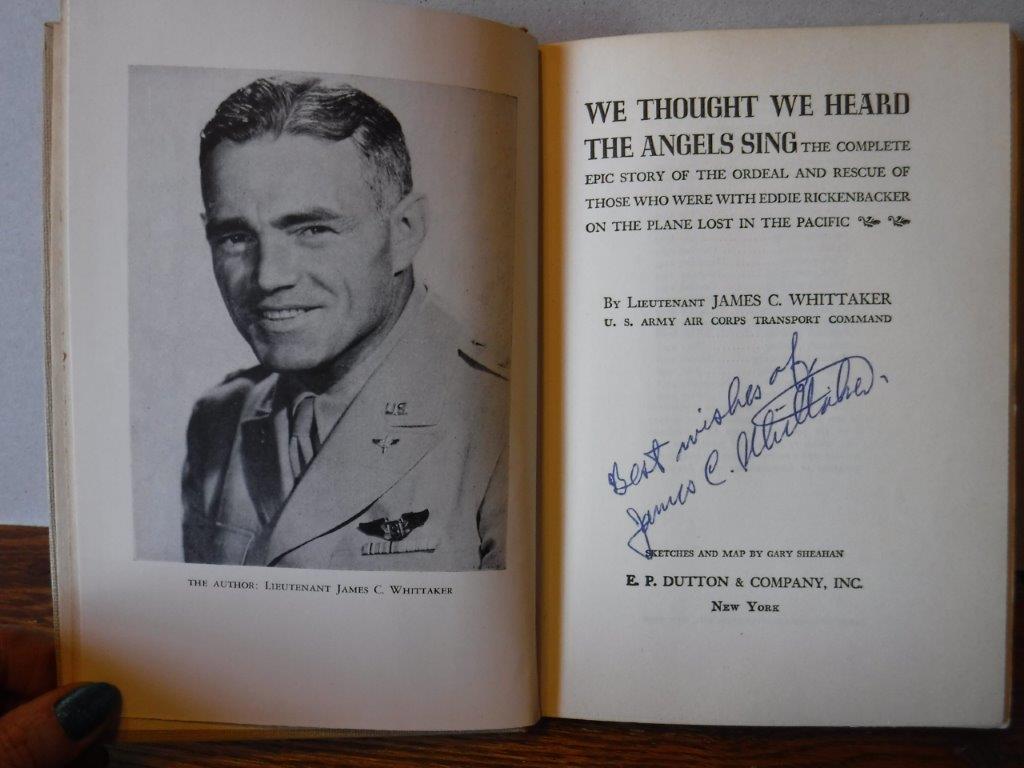 U.S.
THE AUTHOR: LIEUTENANT JAMES C. WHITTAKER
WE THOUGHT WE HEARD
THE ANGELS SING THE COMPLETE
EPIC STORY OF THE ORDEAL AND RESCUE OF
THOSE WHO WERE WITH EDDIE RICKENBACKER
ON THE PLANE LOST IN THE PACIFIC
BY LIEUTENANT JAMES C. WHITTAKER
U. S. ARMY AIR CORPS TRANSPORT COMMAND
Best wishes of
James C. Whittaker.
SKETCHES AND MAP BY GARY SHEAHAN
E. P. DUTTON & COMPANY, INC.
NEW YORK